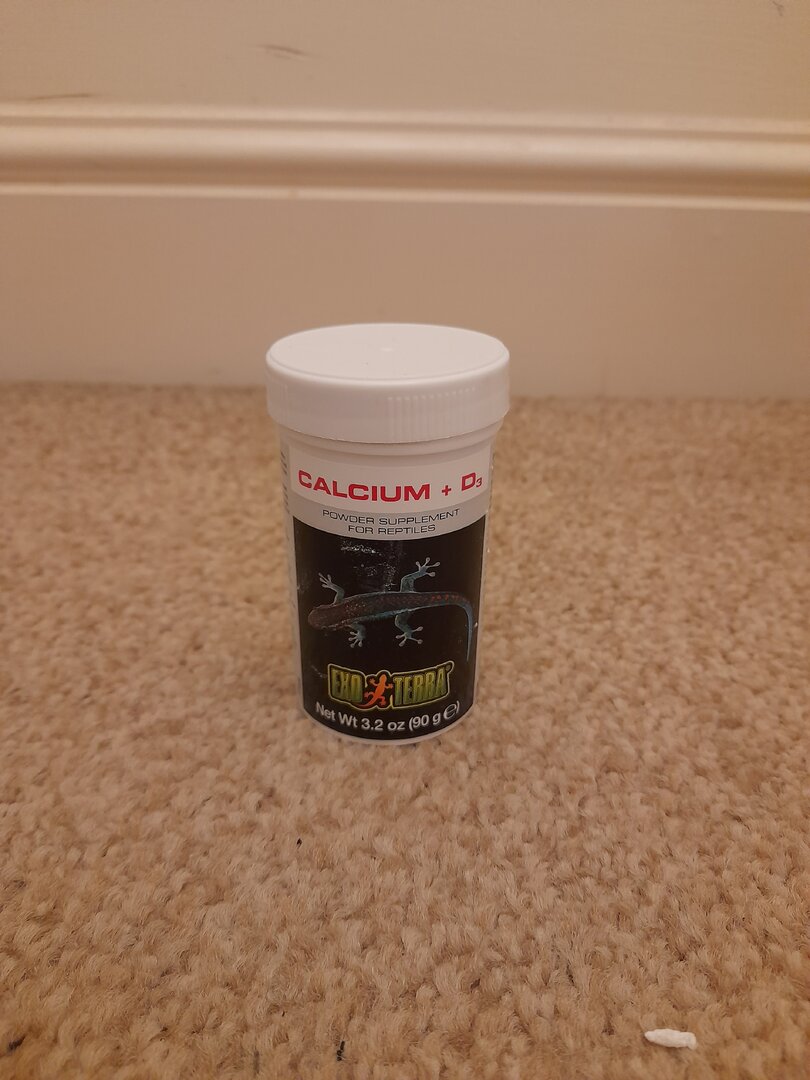 CALCIUM + D₃
POWDER SUPPLEMENT
FOR REPTILES
EXO TERRA®
Net Wt 3.2 oz (90 g ℮)